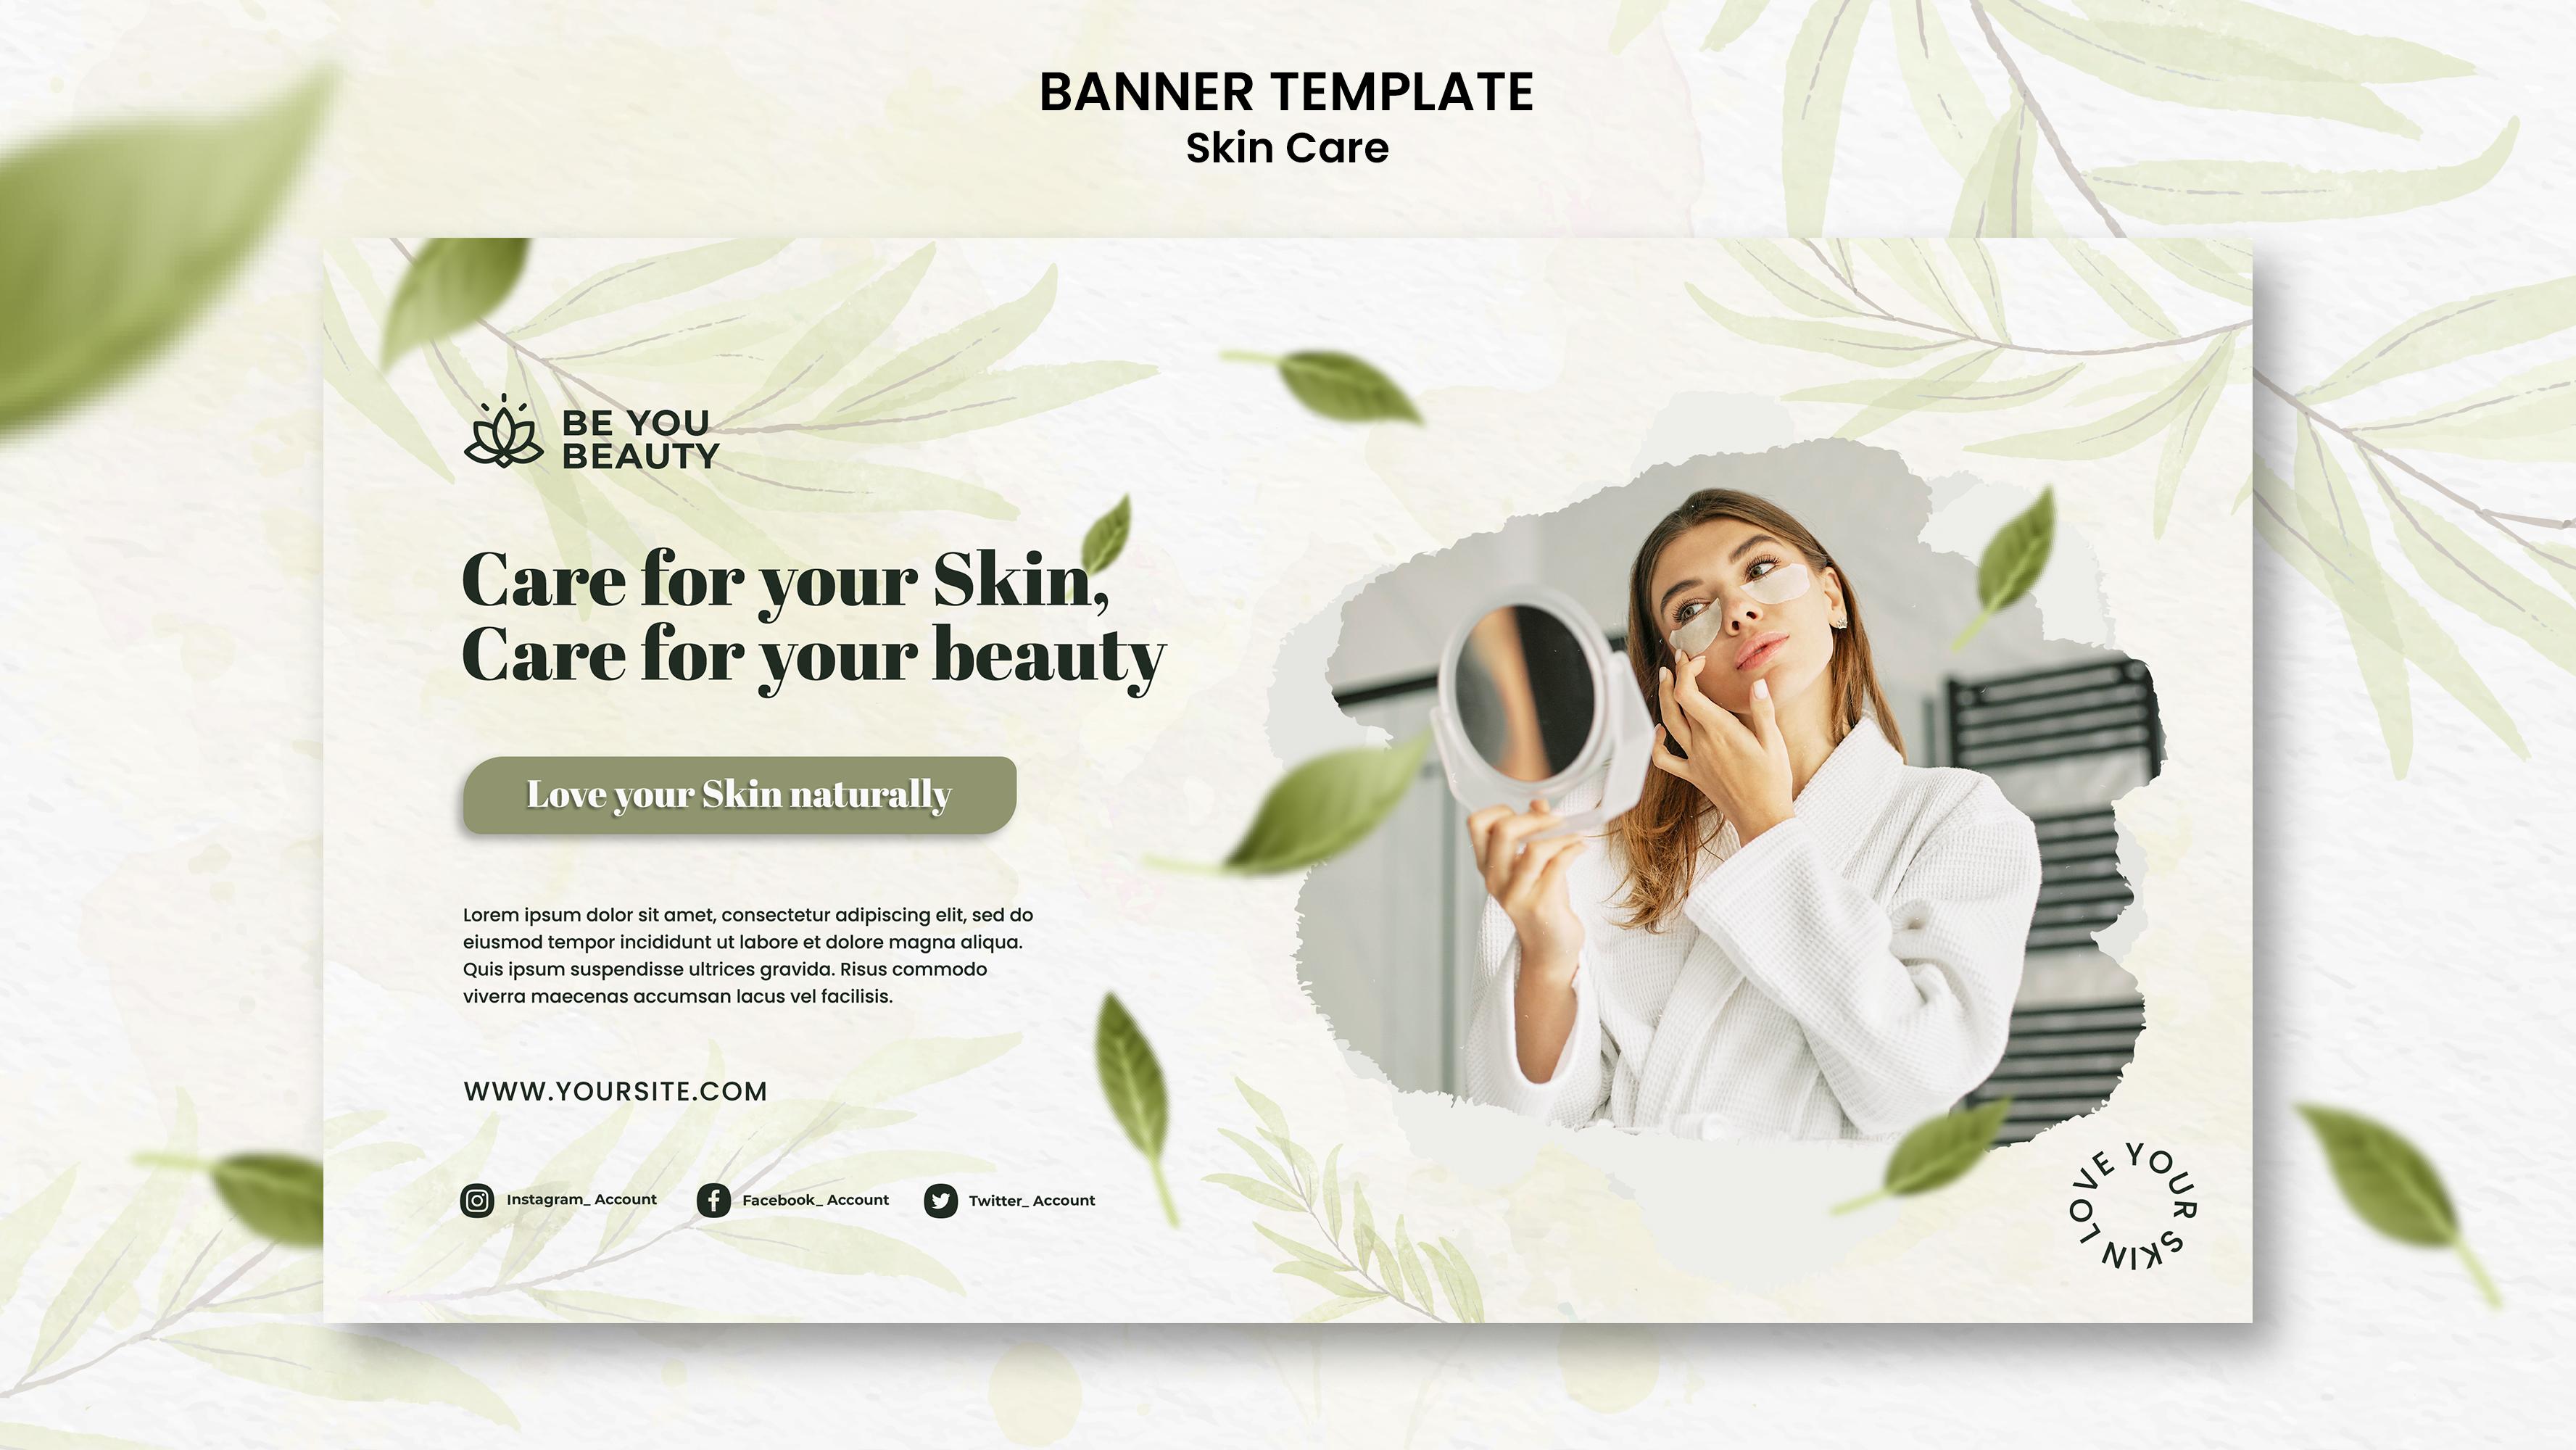 BANNER TEMPLATE
Skin Care
BE YOU
BEAUTY
Care for your Skin,
Care for your beauty
Love your Skin naturally
Lorem ipsum dolor sit amet, consectetur adipiscing elit, sed do
eiusmod tempor incididunt ut labore et dolore magna aliqua.
Quis ipsum suspendisse ultrices gravida. Risus commodo
viverra maecenas accumsan lacus vel facilisis.
WWW.YOURSITE.COM
Instagram_ Account
Facebook_ Account
Twitter_ Account
LOVE YOUR SKIN